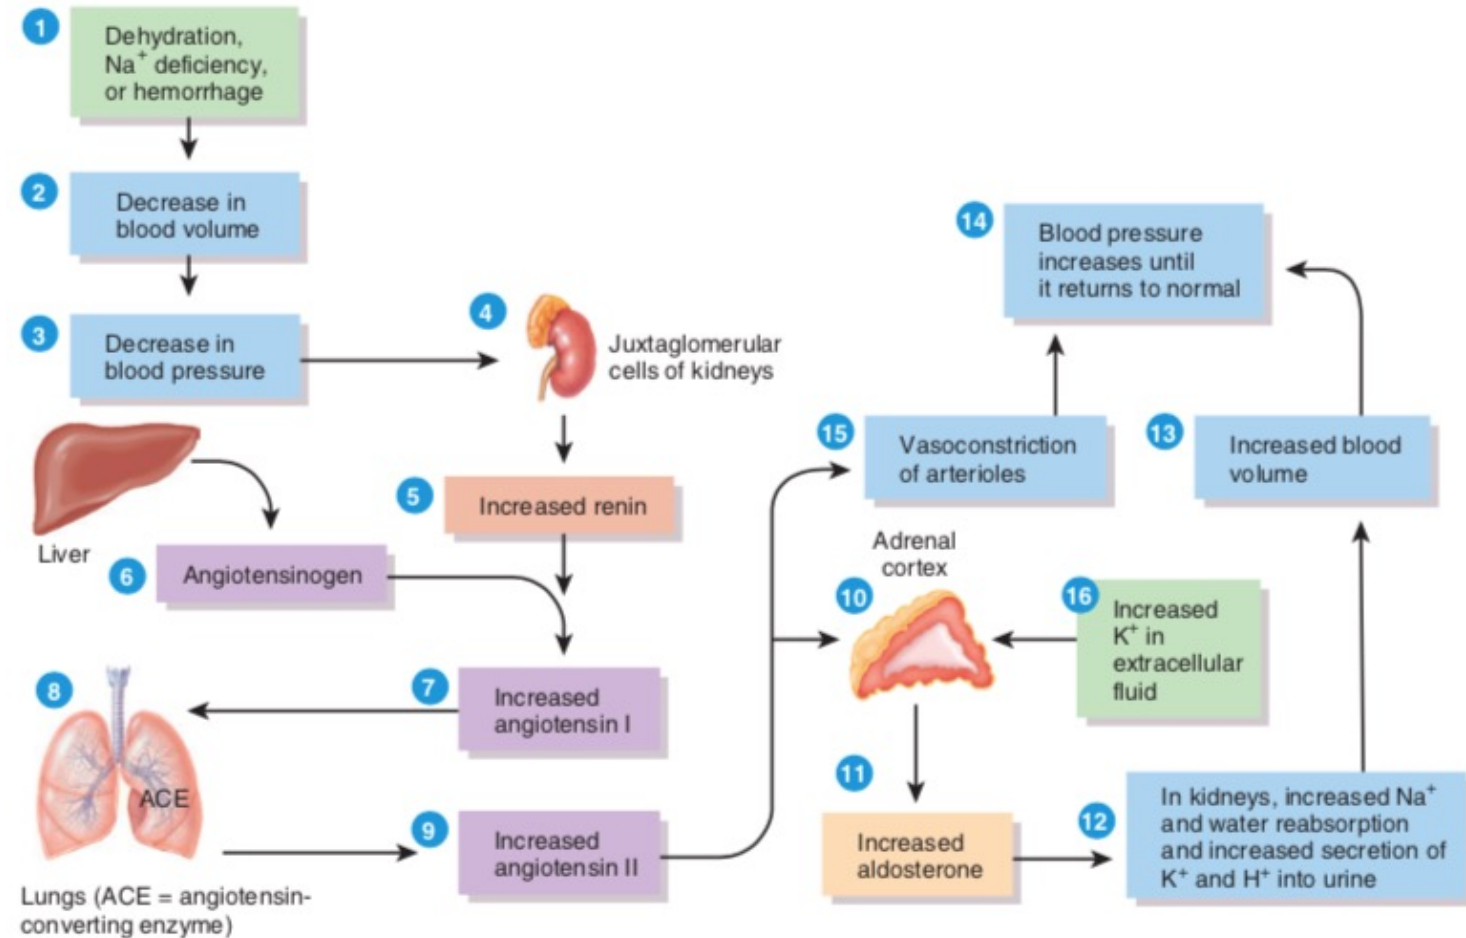 1
Dehydration,
Na⁺ deficiency,
or hemorrhage
2
Decrease in
blood volume
3
Decrease in
blood pressure
4
Juxtaglomerular
cells of kidneys
5
Increased renin
Liver
6
Angiotensinogen
7
Increased
angiotensin I
8
ACE
Lungs (ACE = angiotensin-
converting enzyme)
9
Increased
angiotensin II
10
Adrenal
cortex
11
Increased
aldosterone
12
In kidneys, increased Na⁺
and water reabsorption
and increased secretion of
K⁺ and H⁺ into urine
13
Increased blood
volume
14
Blood pressure
increases until
it returns to normal
15
Vasoconstriction
of arterioles
16
Increased
K⁺ in
extracellular
fluid